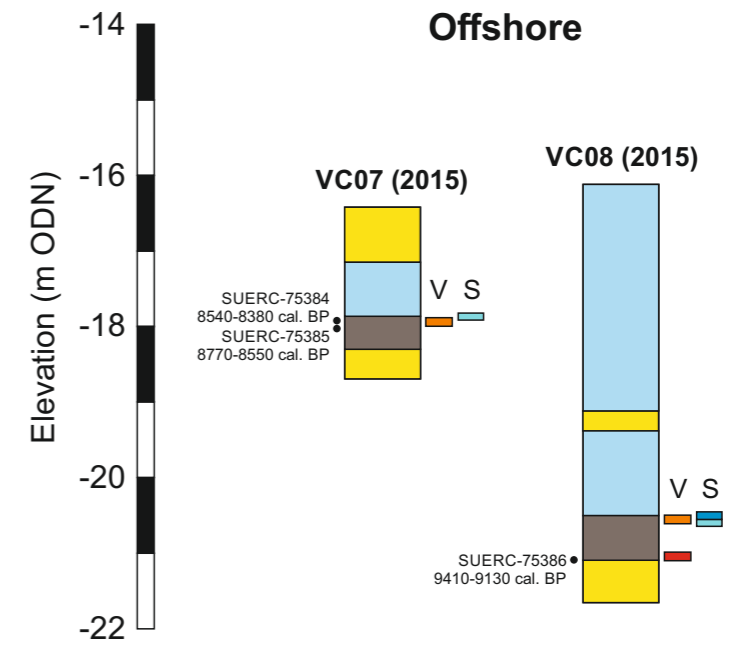 Offshore
Elevation (m ODN)
-14
-16
-18
-20
-22
VC07 (2015)
SUERC-75384
8540-8380 cal. BP
SUERC-75385
8770-8550 cal. BP
V S
VC08 (2015)
V S
SUERC-75386
9410-9130 cal. BP